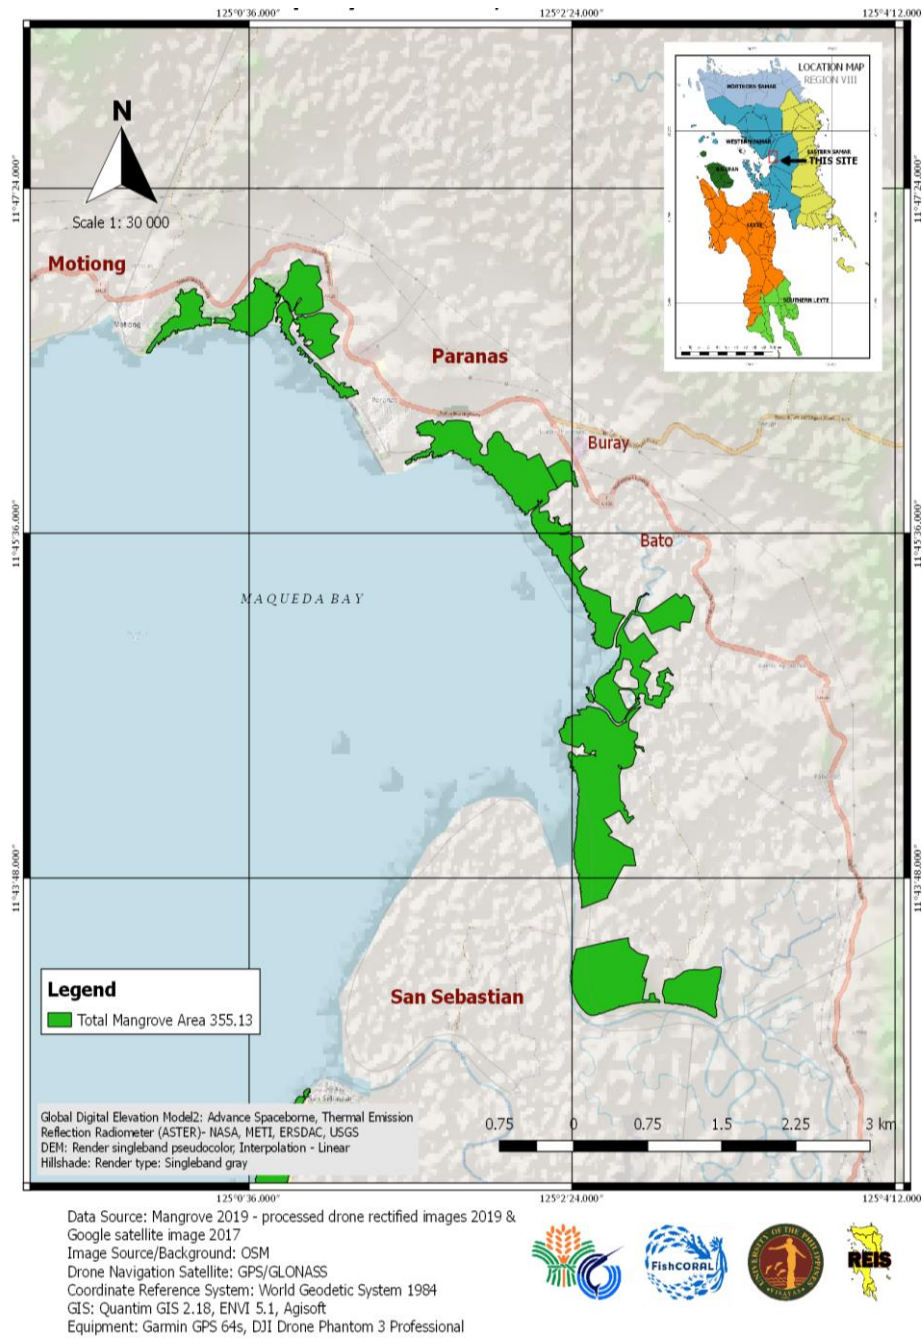 125°0'36.000"
125°2'24.000"
125°4'12.000"
LOCATION MAP
REGION VIII
NORTHERN SAMAR
WESTERN SAMAR
EASTERN SAMAR
THIS SITE
BILIRAN
LEYTE
SOUTHERN LEYTE
N
Scale 1: 30 000
11°47'24.000"
11°47'24.000"
Motiong
Motiong
Paranas
Paranas
Buray
11°45'36.000"
11°45'36.000"
Bato
MAQUEDA BAY
11°43'48.000"
11°43'48.000"
San Sebastian
Legend
Total Mangrove Area 355.13
Global Digital Elevation Model2: Advance Spaceborne, Thermal Emission
Reflection Radiometer (ASTER)- NASA, METI, ERSDAC, USGS
DEM: Render singleband pseudocolor, Interpolation - Linear
Hillshade: Render type: Singleband gray
0.75 0 0.75 1.5 2.25 3 km
125°0'36.000"
125°2'24.000"
125°4'12.000"
Data Source: Mangrove 2019 - processed drone rectified images 2019 &
Google satellite image 2017
Image Source/Background: OSM
Drone Navigation Satellite: GPS/GLONASS
Coordinate Reference System: World Geodetic System 1984
GIS: Quantim GIS 2.18, ENVI 5.1, Agisoft
Equipment: Garmin GPS 64s, DJI Drone Phantom 3 Professional
FishCORAL
UNIVERSITY OF THE PHILIPPINES
VISAYAS
REIS